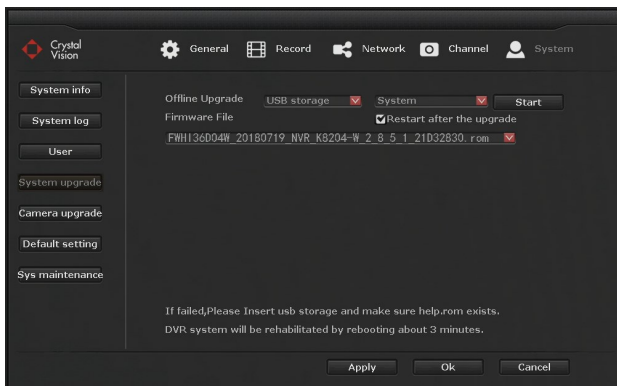 Crystal
Vision
General
Record
Network
Channel
System
System info
System log
User
System upgrade
Camera upgrade
Default setting
Sys maintenance
Offline Upgrade USB storage System Start
Firmware File Restart after the upgrade
FWHI36D04W_20180719_NVR_K8204-W_2_8_5_1_21D32830.rom
If failed,Please Insert usb storage and make sure help.rom exists.
DVR system will be rehabilitated by rebooting about 3 minutes.
Apply Ok Cancel